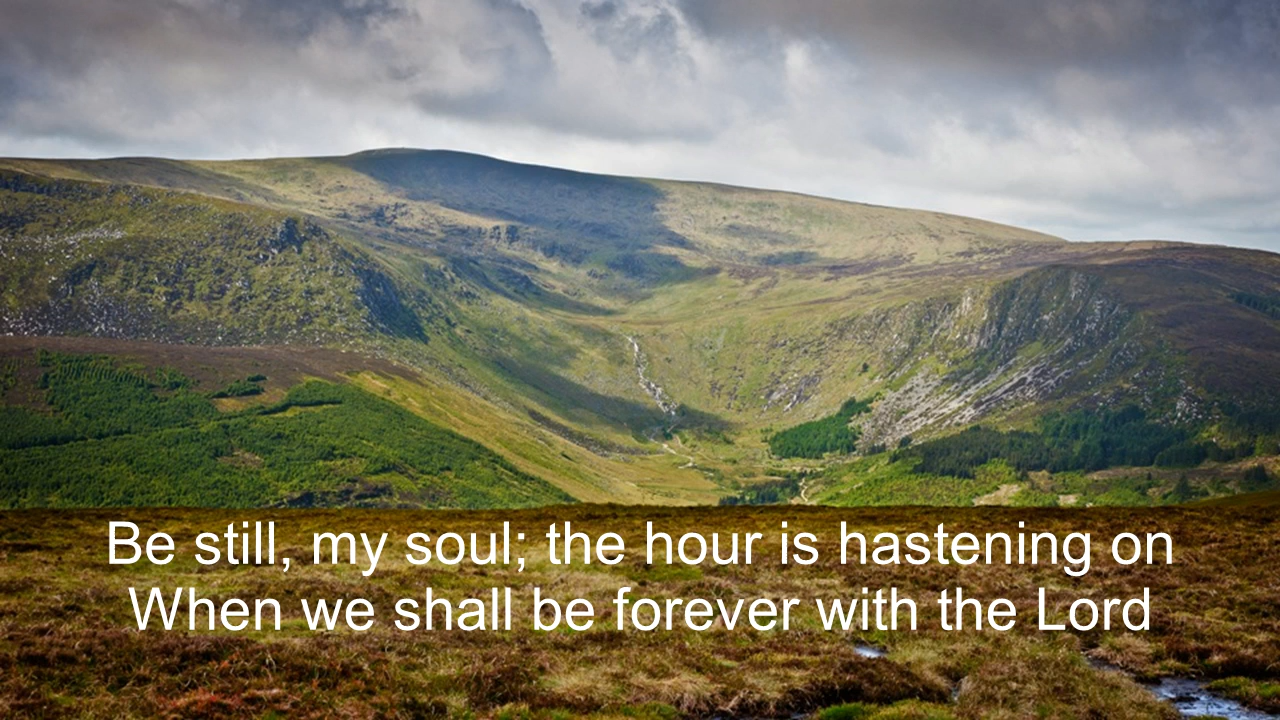 Be still, my soul; the hour is hastening on
When we shall be forever with the Lord